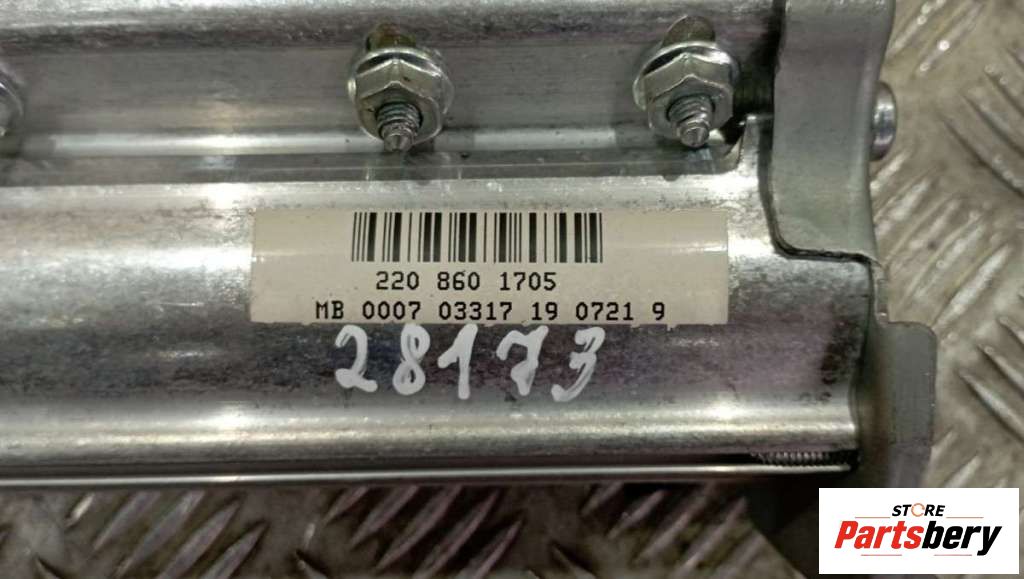 220 860 1705
MB 0007 03317 19 0721 9
28173
STORE
Partsbery